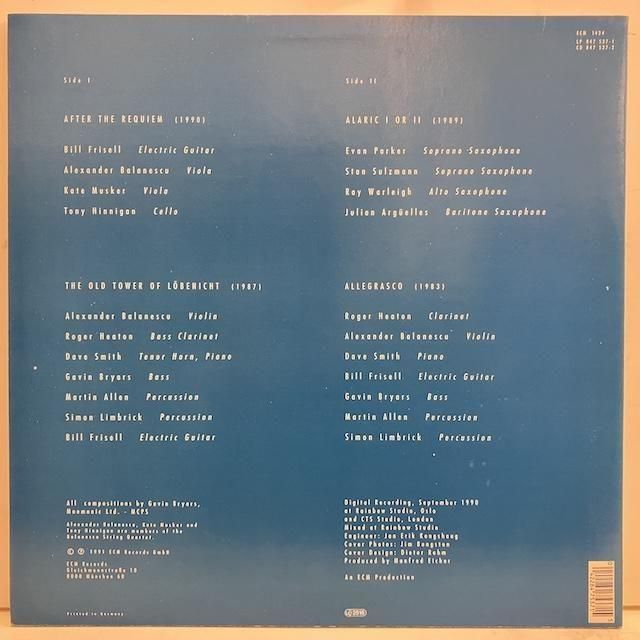 ECM 1424
LP 847 537-1
CD 847 537-2
Side I
AFTER THE REQUIEM (1990)
Bill Frisell Electric Guitar
Alexander Balanescu Viola
Kate Musker Viola
Tony Hinnigan Cello
THE OLD TOWER OF LÖBENICHT (1987)
Alexander Balanescu Violin
Roger Heaton Bass Clarinet
Dave Smith Tenor Horn, Piano
Gavin Bryars Bass
Martin Allen Percussion
Simon Limbrick Percussion
Bill Frisell Electric Guitar
Side II
ALARIC I OR II (1989)
Evan Parker Soprano Saxophone
Stan Sulzmann Soprano Saxophone
Ray Warleigh Alto Saxophone
Julian Argüelles Baritone Saxophone
ALLEGRASCO (1983)
Roger Heaton Clarinet
Alexander Balanescu Violin
Dave Smith Piano
Bill Frisell Electric Guitar
Gavin Bryars Bass
Martin Allen Percussion
Simon Limbrick Percussion
All compositions by Gavin Bryars,
Mnemonic Ltd. - MCPS
Alexander Balanescu, Kate Musker and
Tony Hinnigan are members of the
Balanescu String Quartet.
© ℗ 1991 ECM Records GmbH
ECM Records
Gleichmannstraße 10
8000 München 60
Printed in Germany
Digital Recording, September 1990
at Rainbow Studio, Oslo
and CTS Studio, London
Mixed at Rainbow Studio
Engineer: Jan Erik Kongshaug
Cover Photos: Jim Bengston
Cover Design: Dieter Rehm
Produced by Manfred Eicher
An ECM Production